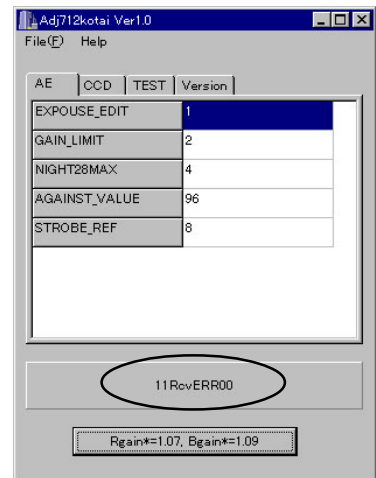 Adj712kotai Ver1.0
File(F) Help
AE CCD TEST Version
EXPOUSE_EDIT 1
GAIN_LIMIT 2
NIGHT28MAX 4
AGAINST_VALUE 96
STROBE_REF 8
11RcvERR00
Rgain*=1.07, Bgain*=1.09